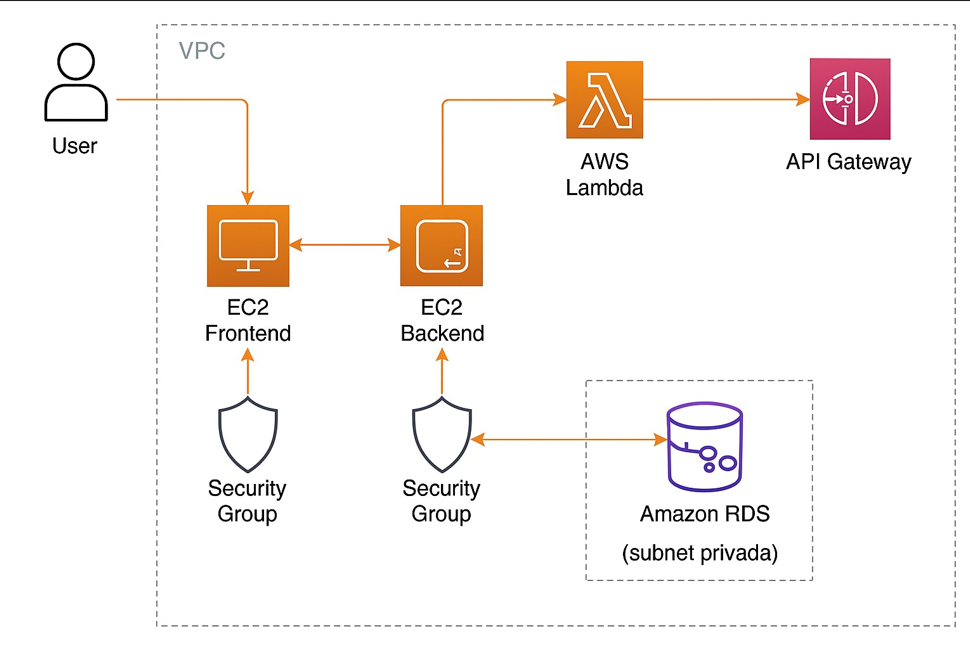 VPC
User
AWS
Lambda
API Gateway
EC2
Frontend
EC2
Backend
Security
Group
Security
Group
Amazon RDS
(subnet privada)